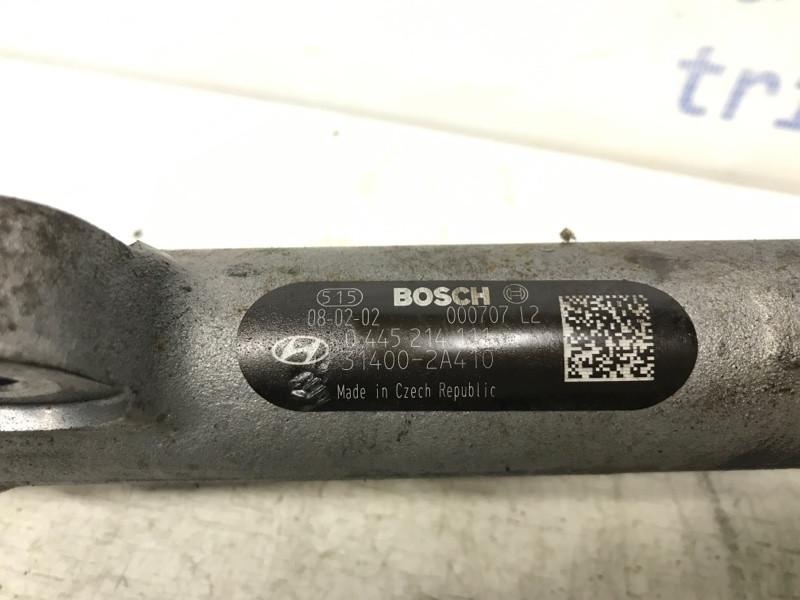 tri
515 BOSCH
08-02-02 000707 L2
0 445 214 111
31400-2A410
Made in Czech Republic